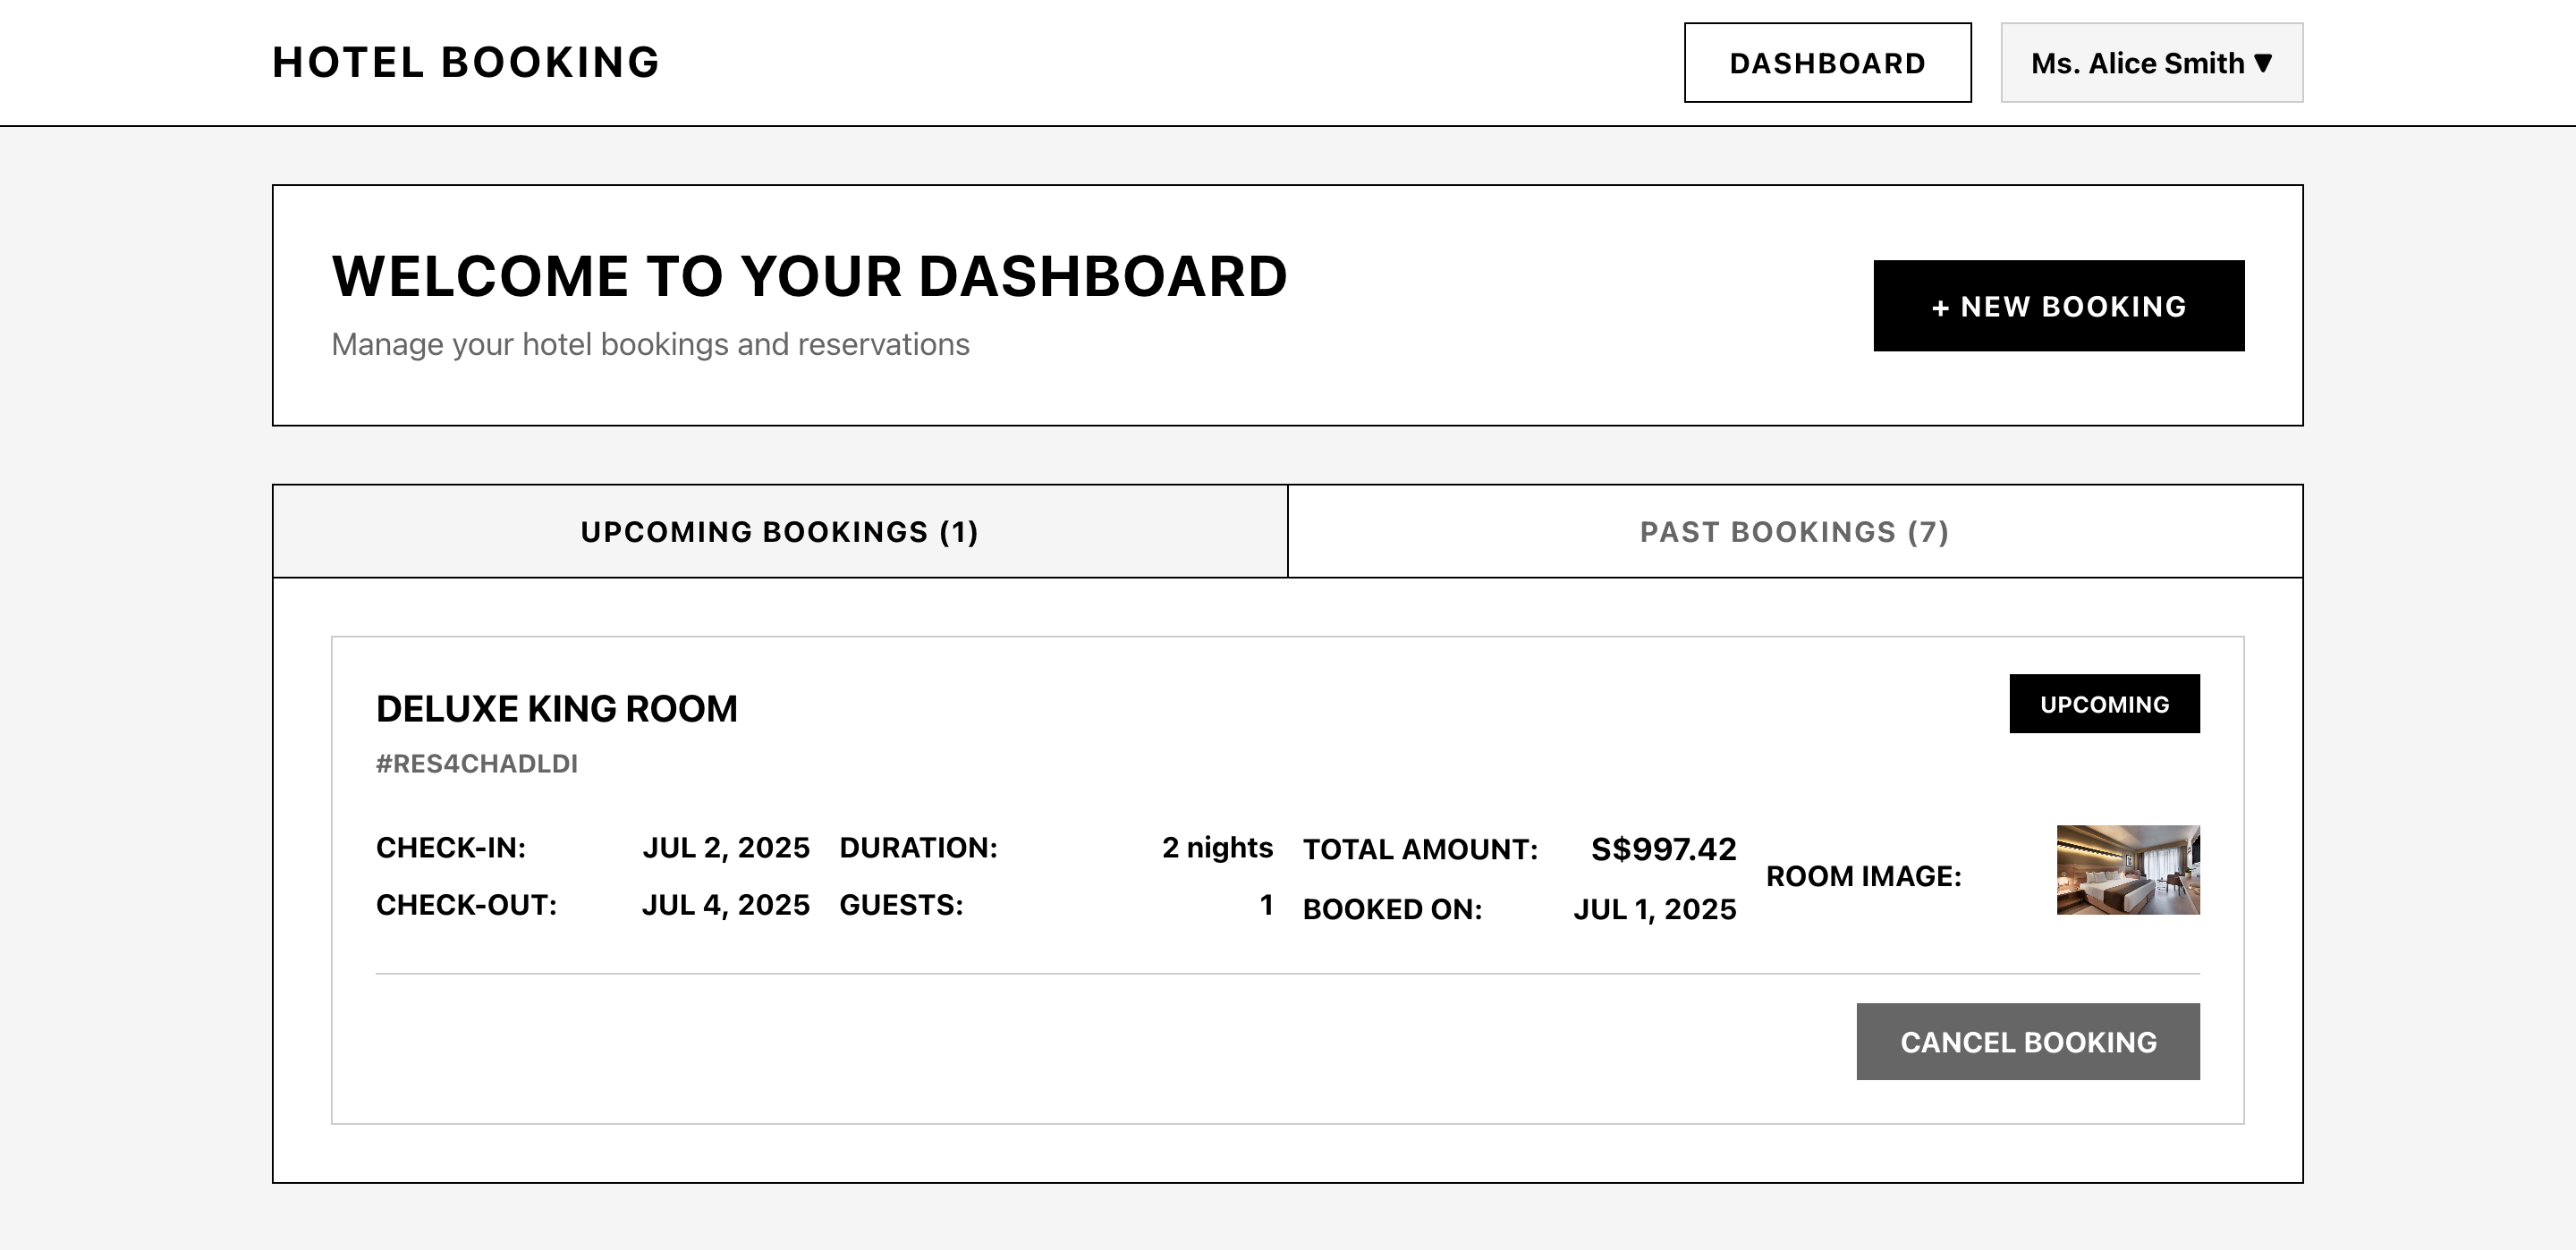 HOTEL BOOKING
DASHBOARD
Ms. Alice Smith ▼
WELCOME TO YOUR DASHBOARD
Manage your hotel bookings and reservations
+ NEW BOOKING
UPCOMING BOOKINGS (1)
PAST BOOKINGS (7)
DELUXE KING ROOM
UPCOMING
#RES4CHADLDI
CHECK-IN: JUL 2, 2025
CHECK-OUT: JUL 4, 2025
DURATION: 2 nights
GUESTS: 1
TOTAL AMOUNT: S$997.42
BOOKED ON: JUL 1, 2025
ROOM IMAGE:
CANCEL BOOKING